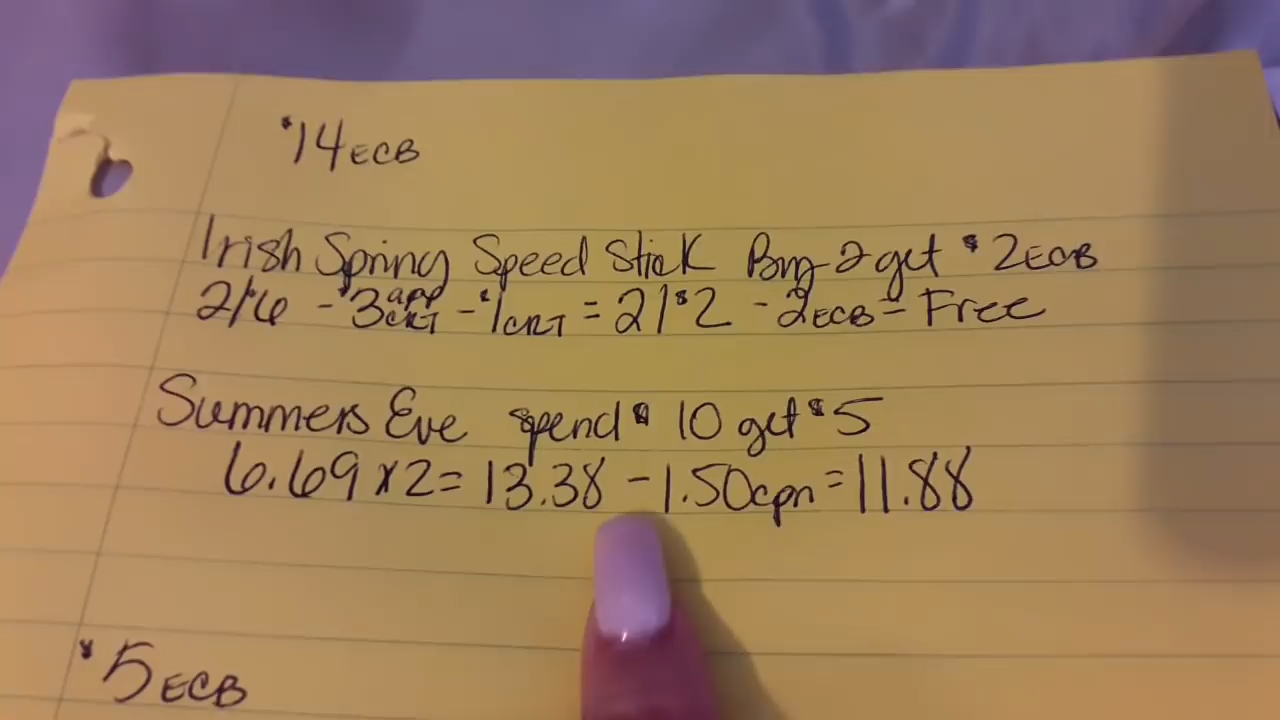 $14 ECB
Irish Spring Speed Stick Buy 2 get $2 ECB
2/$6 - $3 app CRT - $1 CRT = 2/$2 - 2 ECB = Free
Summers Eve spend $10 get $5
6.69 x 2 = 13.38 - 1.50 cpn = 11.88
$5 ECB